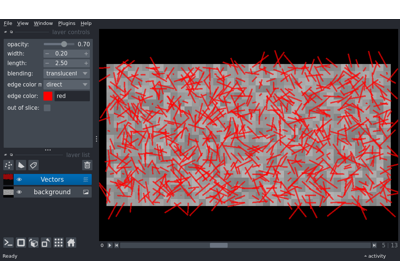 File View Window Plugins Help
layer controls
opacity: 0.70
width: 0.20
length: 2.50
blending: translucent
edge color m direct
edge color: red
out of slice:
layer list
Vectors
background
0 5 13
Ready activity